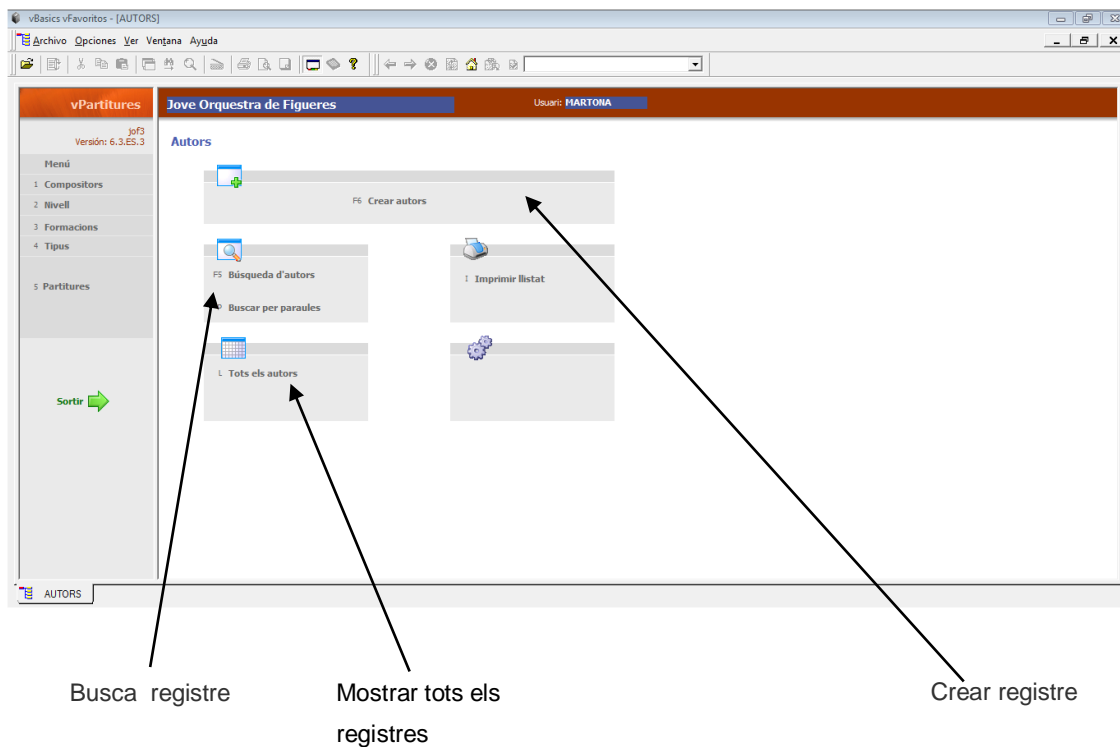 vBasics vFavoritos - [AUTORS]
Archivo Opciones Ver Ventana Ayuda
vPartitures
Jove Orquestra de Figueres
Usuari: MARTONA
jof3
Versión: 6.3.ES.3
Autors
Menú
1 Compositors
2 Nivell
3 Formacions
4 Tipus
5 Partitures
Sortir
F6 Crear autors
F5 Búsqueda d'autors
Buscar per paraules
I Imprimir llistat
L Tots els autors
AUTORS
Busca registre
Mostrar tots els
registres
Crear registre